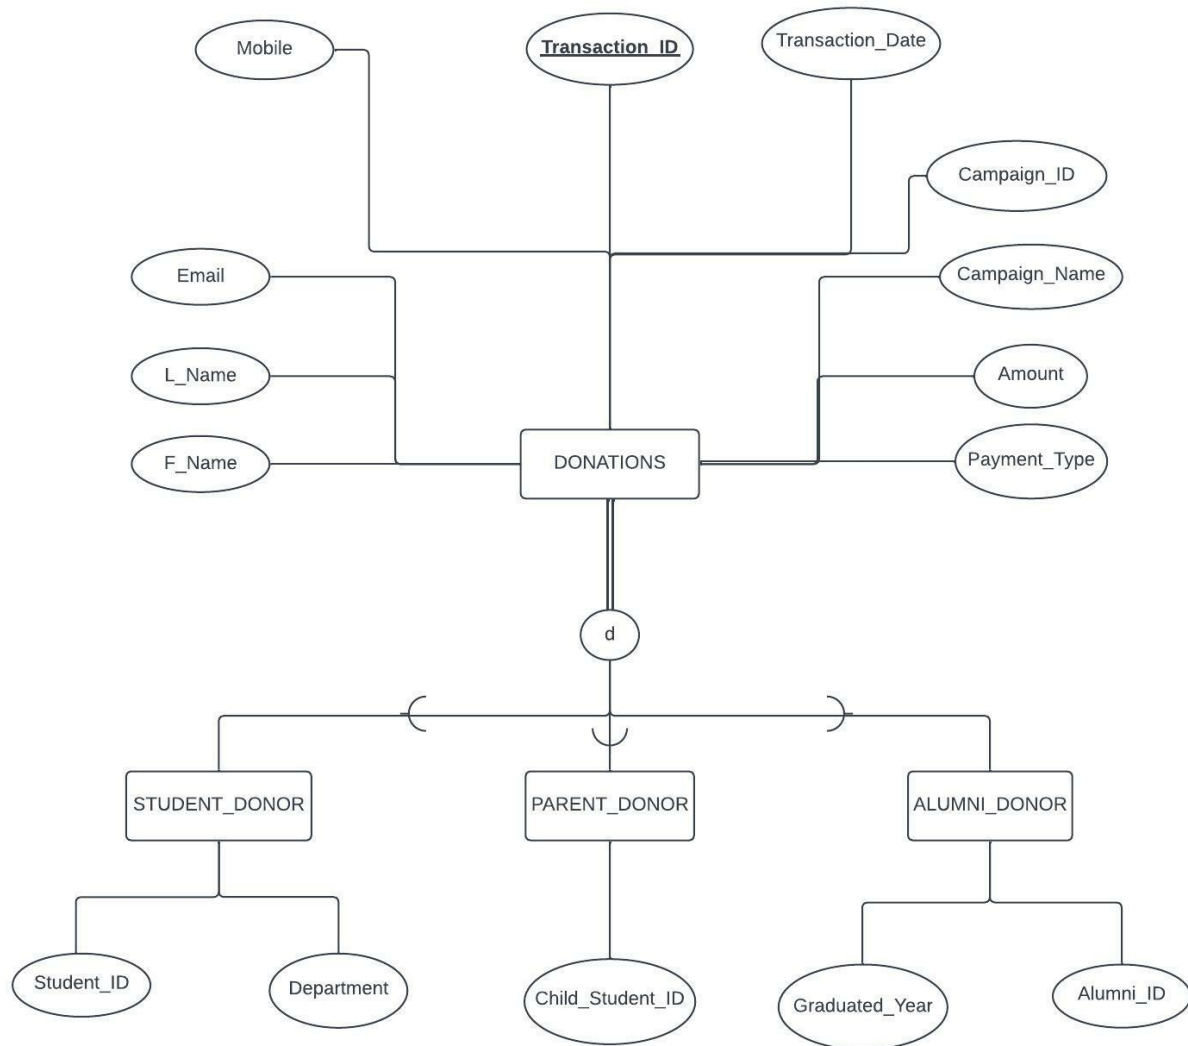 Mobile
Transaction_ID
Transaction_Date
Campaign_ID
Email
Campaign_Name
L_Name
Amount
F_Name
DONATIONS
Payment_Type
d
STUDENT_DONOR
PARENT_DONOR
ALUMNI_DONOR
Student_ID
Department
Child_Student_ID
Graduated_Year
Alumni_ID